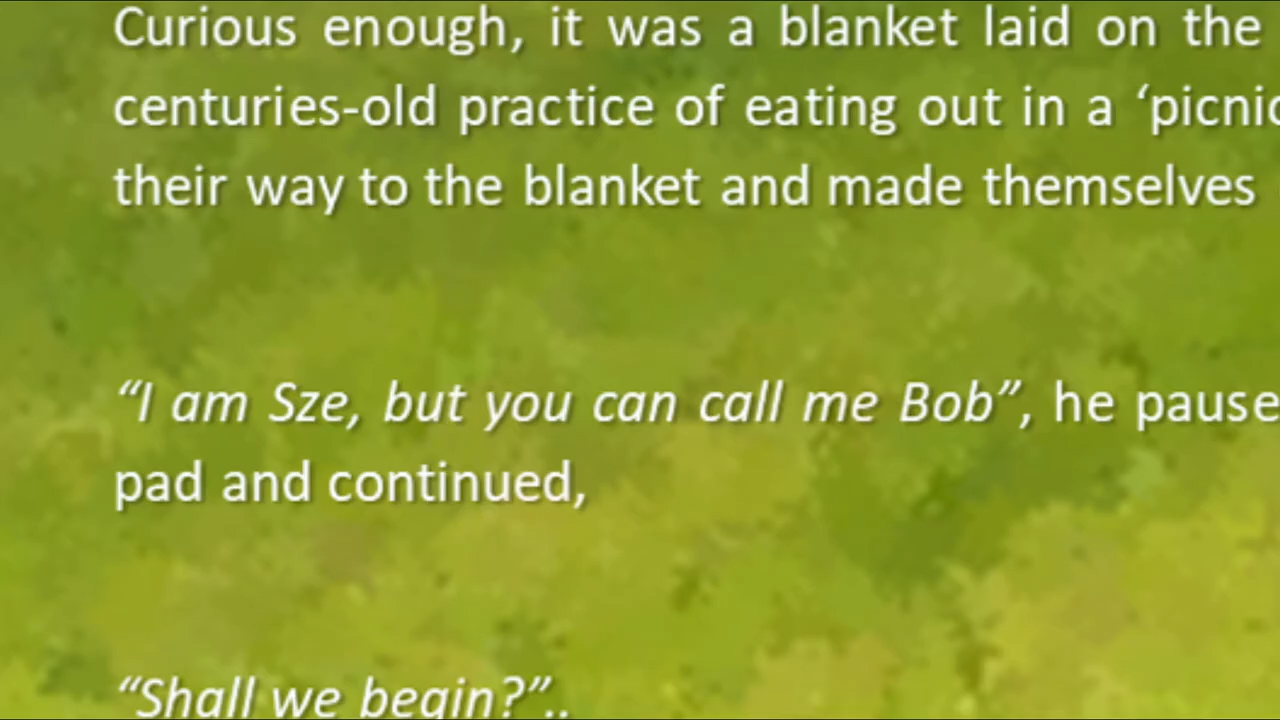 Curious enough, it was a blanket laid on the
centuries-old practice of eating out in a ‘picnic
their way to the blanket and made themselves
“I am Sze, but you can call me Bob”, he pause
pad and continued,
“Shall we begin?”..